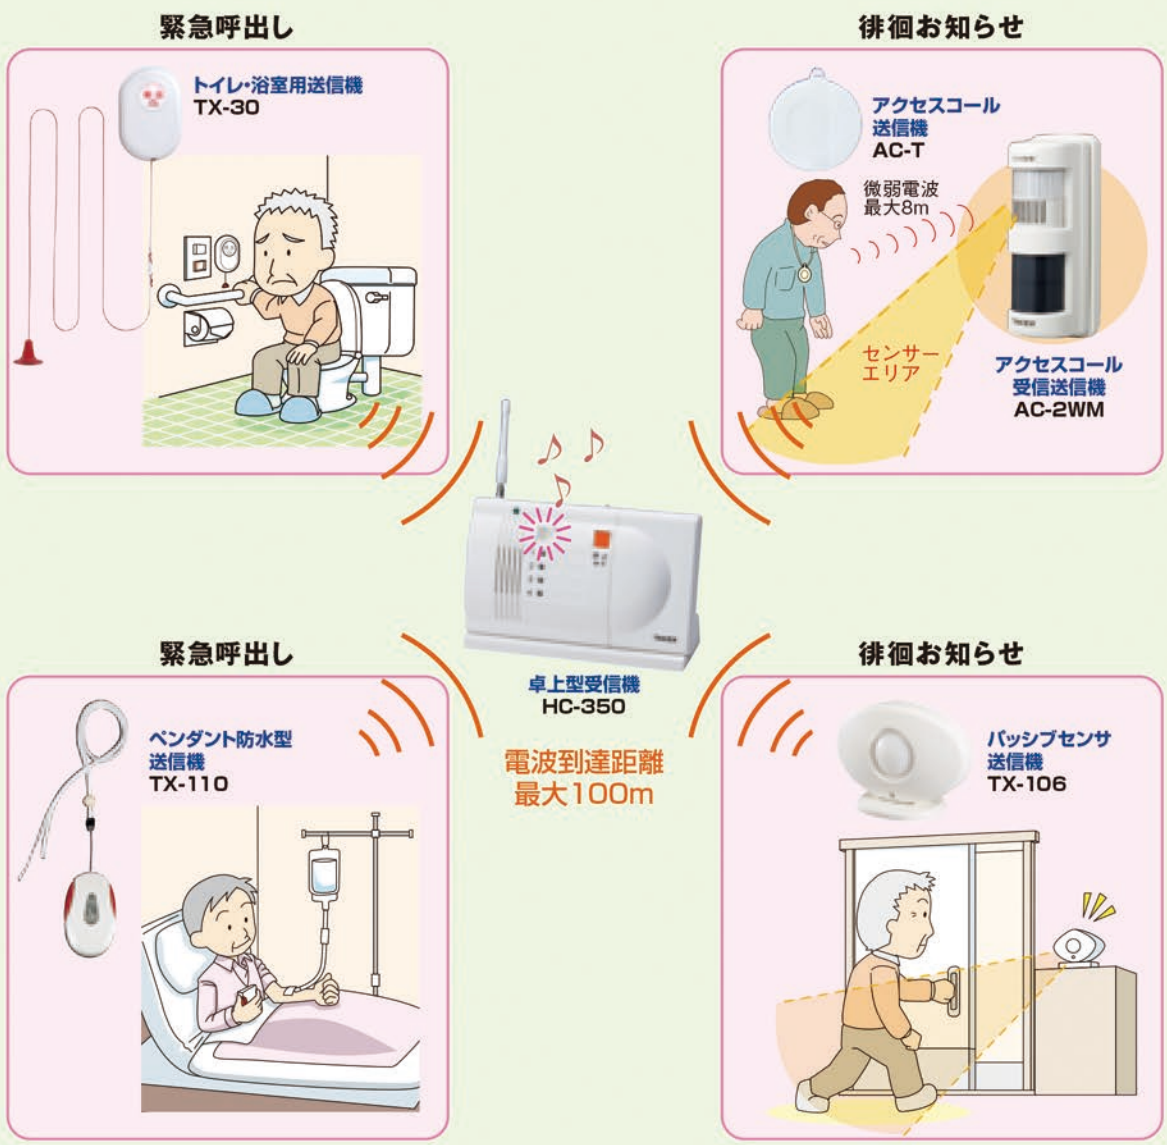 緊急呼出し
トイレ・浴室用送信機
TX-30
徘徊お知らせ
アクセスコール
送信機
AC-T
微弱電波
最大8m
センサー
エリア
アクセスコール
受信送信機
AC-2WM
卓上型受信機
HC-350
電波到達距離
最大100m
緊急呼出し
ペンダント防水型
送信機
TX-110
徘徊お知らせ
パッシブセンサ
送信機
TX-106